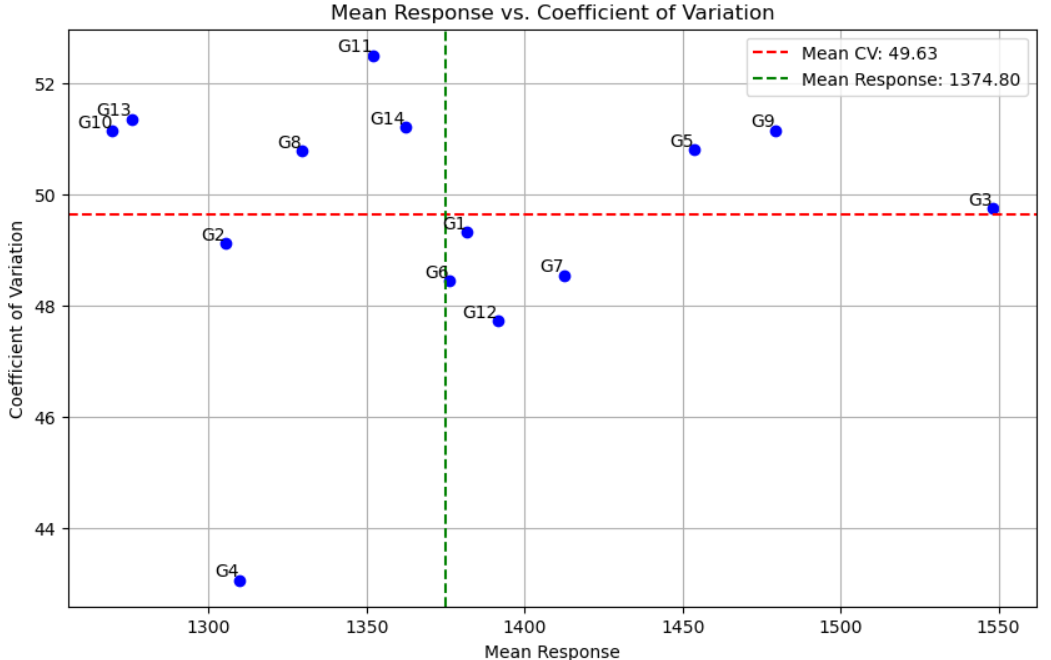 Mean Response vs. Coefficient of Variation
Mean CV: 49.63
Mean Response: 1374.80
Coefficient of Variation
52
50
48
46
44
G11
G13
G10
G14
G8
G5
G9
G3
G2
G1
G6
G7
G12
G4
1300
1350
1400
1450
1500
1550
Mean Response